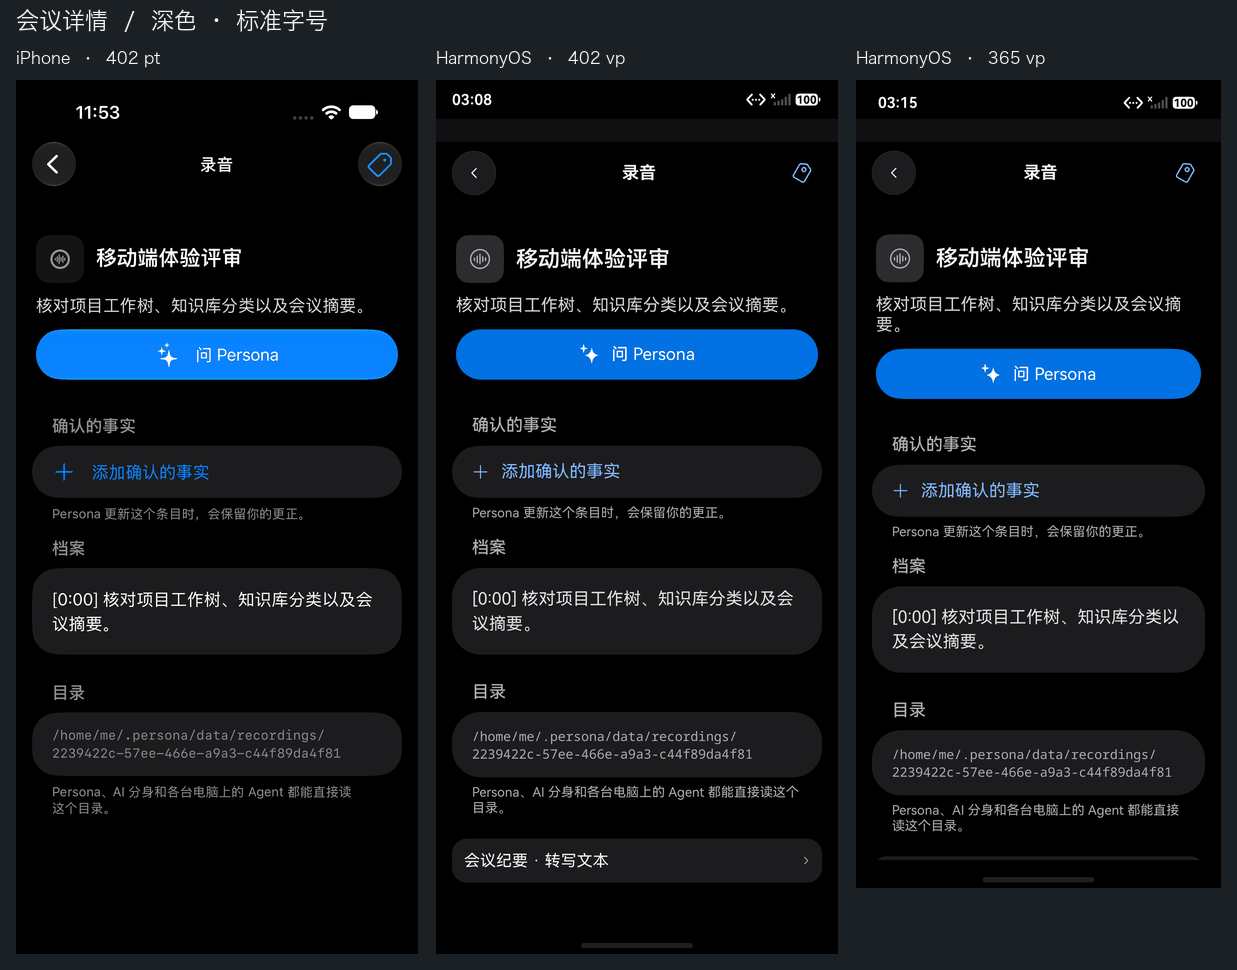 会议详情 / 深色 · 标准字号
iPhone · 402 pt
11:53
录音
移动端体验评审
核对项目工作树、知识库分类以及会议摘要。
问 Persona
确认的事实
添加确认的事实
Persona 更新这个条目时，会保留你的更正。
档案
[0:00] 核对项目工作树、知识库分类以及会
议摘要。
目录
/home/me/.persona/data/recordings/
2239422c-57ee-466e-a9a3-c44f89da4f81
Persona、AI 分身和各台电脑上的 Agent 都能直接读
这个目录。
HarmonyOS · 402 vp
03:08
100
录音
移动端体验评审
核对项目工作树、知识库分类以及会议摘要。
问 Persona
确认的事实
添加确认的事实
Persona 更新这个条目时，会保留你的更正。
档案
[0:00] 核对项目工作树、知识库分类以及会
议摘要。
目录
/home/me/.persona/data/recordings/
2239422c-57ee-466e-a9a3-c44f89da4f81
Persona、AI 分身和各台电脑上的 Agent 都能直接读这个
目录。
会议纪要 · 转写文本
HarmonyOS · 365 vp
03:15
100
录音
移动端体验评审
核对项目工作树、知识库分类以及会议摘
要。
问 Persona
确认的事实
添加确认的事实
Persona 更新这个条目时，会保留你的更正。
档案
[0:00] 核对项目工作树、知识库分类以
及会议摘要。
目录
/home/me/.persona/data/recordings/
2239422c-57ee-466e-a9a3-c44f89da4f81
Persona、AI 分身和各台电脑上的 Agent 都能直接
读这个目录。